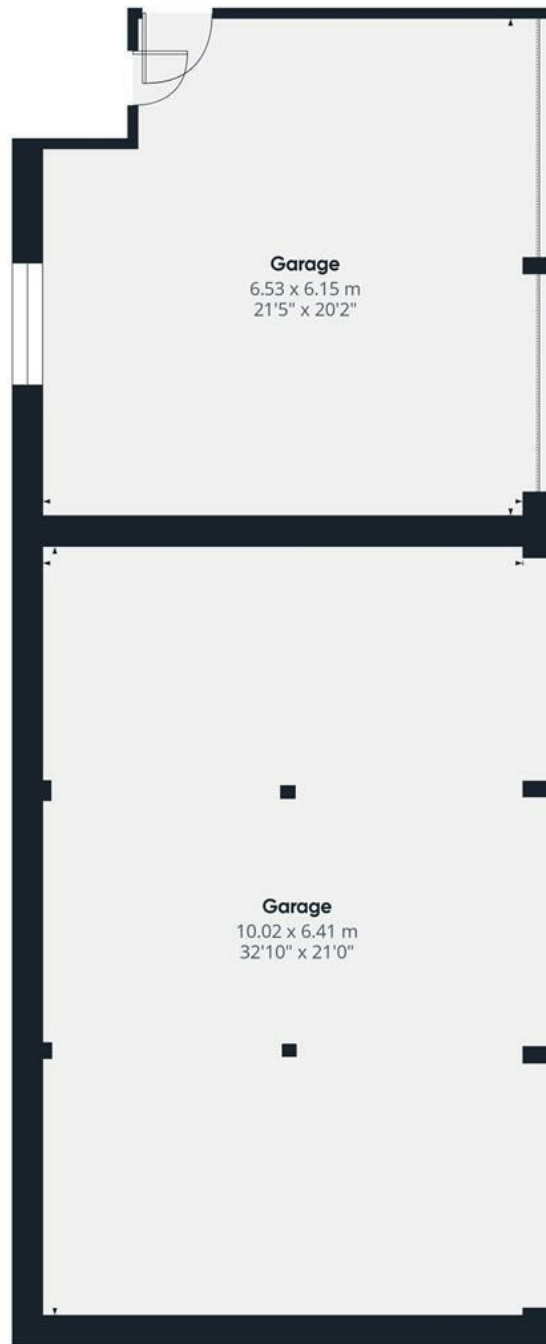 Garage
6.53 x 6.15 m
21'5" x 20'2"
Garage
10.02 x 6.41 m
32'10" x 21'0"